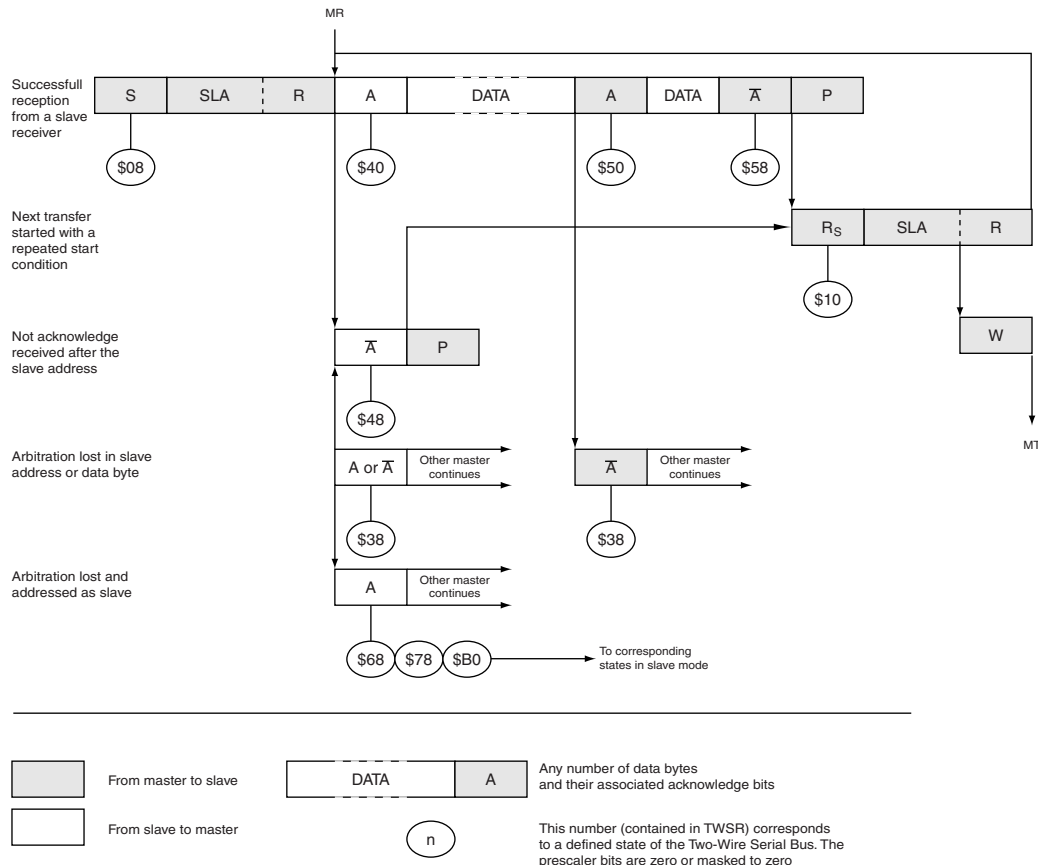 MR
Successfull
reception
from a slave
receiver
S SLA R A DATA A DATA A̅ P
$08 $40 $50 $58
Next transfer
started with a
repeated start
condition
RS SLA R
$10
Not acknowledge
received after the
slave address
A̅ P
W
$48
MT
Arbitration lost in slave
address or data byte
A or A̅ Other master
continues
A̅ Other master
continues
$38 $38
Arbitration lost and
addressed as slave
A Other master
continues
$68 $78 $B0 To corresponding
states in slave mode
From master to slave
DATA A Any number of data bytes
and their associated acknowledge bits
From slave to master
n This number (contained in TWSR) corresponds
to a defined state of the Two-Wire Serial Bus. The
prescaler bits are zero or masked to zero